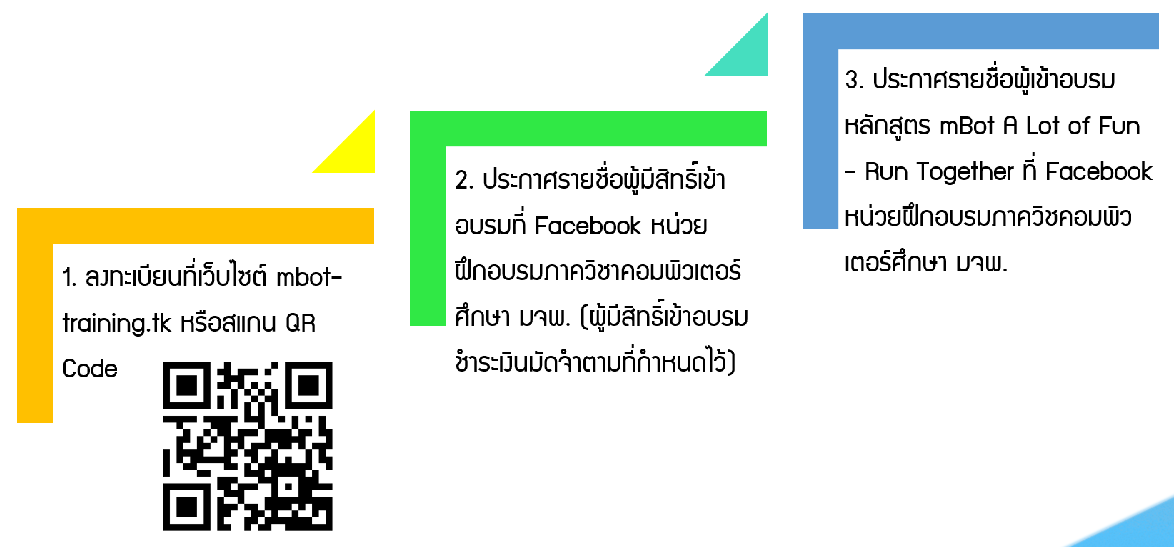 1. ลงทะเบียนที่เว็บไซต์ mbot-
training.tk หรือสแกน QR
Code
2. ประกาศรายชื่อผู้มีสิทธิ์เข้า
อบรมที่ Facebook หน่วย
ฝึกอบรมภาควิชาคอมพิวเตอร์
ศึกษา มจพ. (ผู้มีสิทธิ์เข้าอบรม
ชำระเงินมัดจำตามที่กำหนดไว้)
3. ประกาศรายชื่อผู้เข้าอบรม
หลักสูตร mBot A Lot of Fun
- Run Together ที่ Facebook
หน่วยฝึกอบรมภาควิชคอมพิว
เตอร์ศึกษา มจพ.